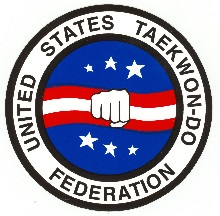 UNITED STATES TAEKWON-DO
FEDERATION